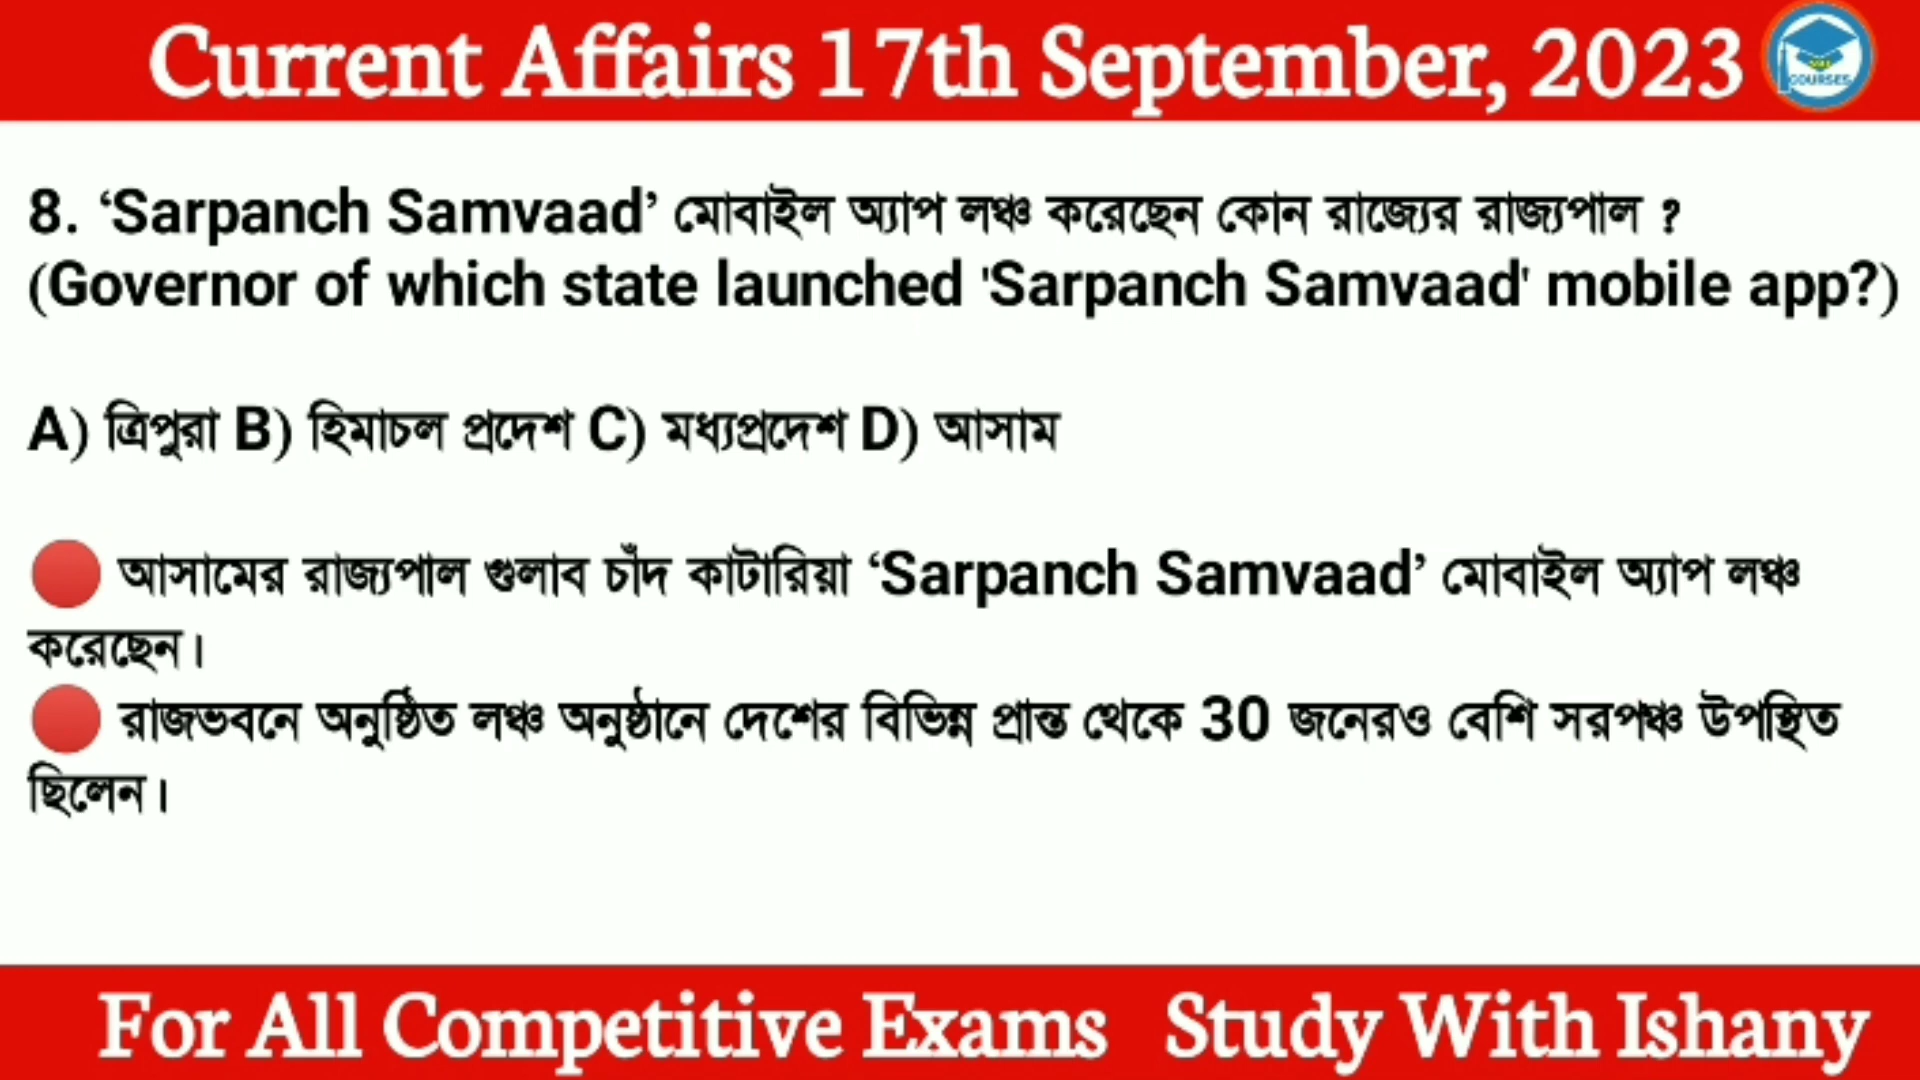 Current Affairs 17th September, 2023
COURSES
8. ‘Sarpanch Samvaad’ মোবাইল অ্যাপ লঞ্চ করেছেন কোন রাজ্যের রাজ্যপাল ?
(Governor of which state launched 'Sarpanch Samvaad' mobile app?)
A) ত্রিপুরা B) হিমাচল প্রদেশ C) মধ্যপ্রদেশ D) আসাম
🔴 আসামের রাজ্যপাল গুলাব চাঁদ কাটারিয়া ‘Sarpanch Samvaad’ মোবাইল অ্যাপ লঞ্চ
করেছেন।
🔴 রাজভবনে অনুষ্ঠিত লঞ্চ অনুষ্ঠানে দেশের বিভিন্ন প্রান্ত থেকে 30 জনেরও বেশি সরপঞ্চ উপস্থিত
ছিলেন।
For All Competitive Exams Study With Ishany